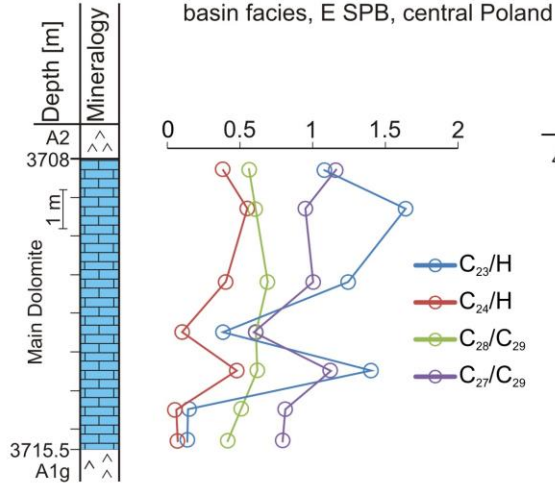 basin facies, E SPB, central Poland
Depth [m]
Mineralogy
A2
0 0.5 1 1.5 2
3708
1 m
Main Dolomite
C₂₃/H
C₂₄/H
C₂₈/C₂₉
C₂₇/C₂₉
3715.5
A1g